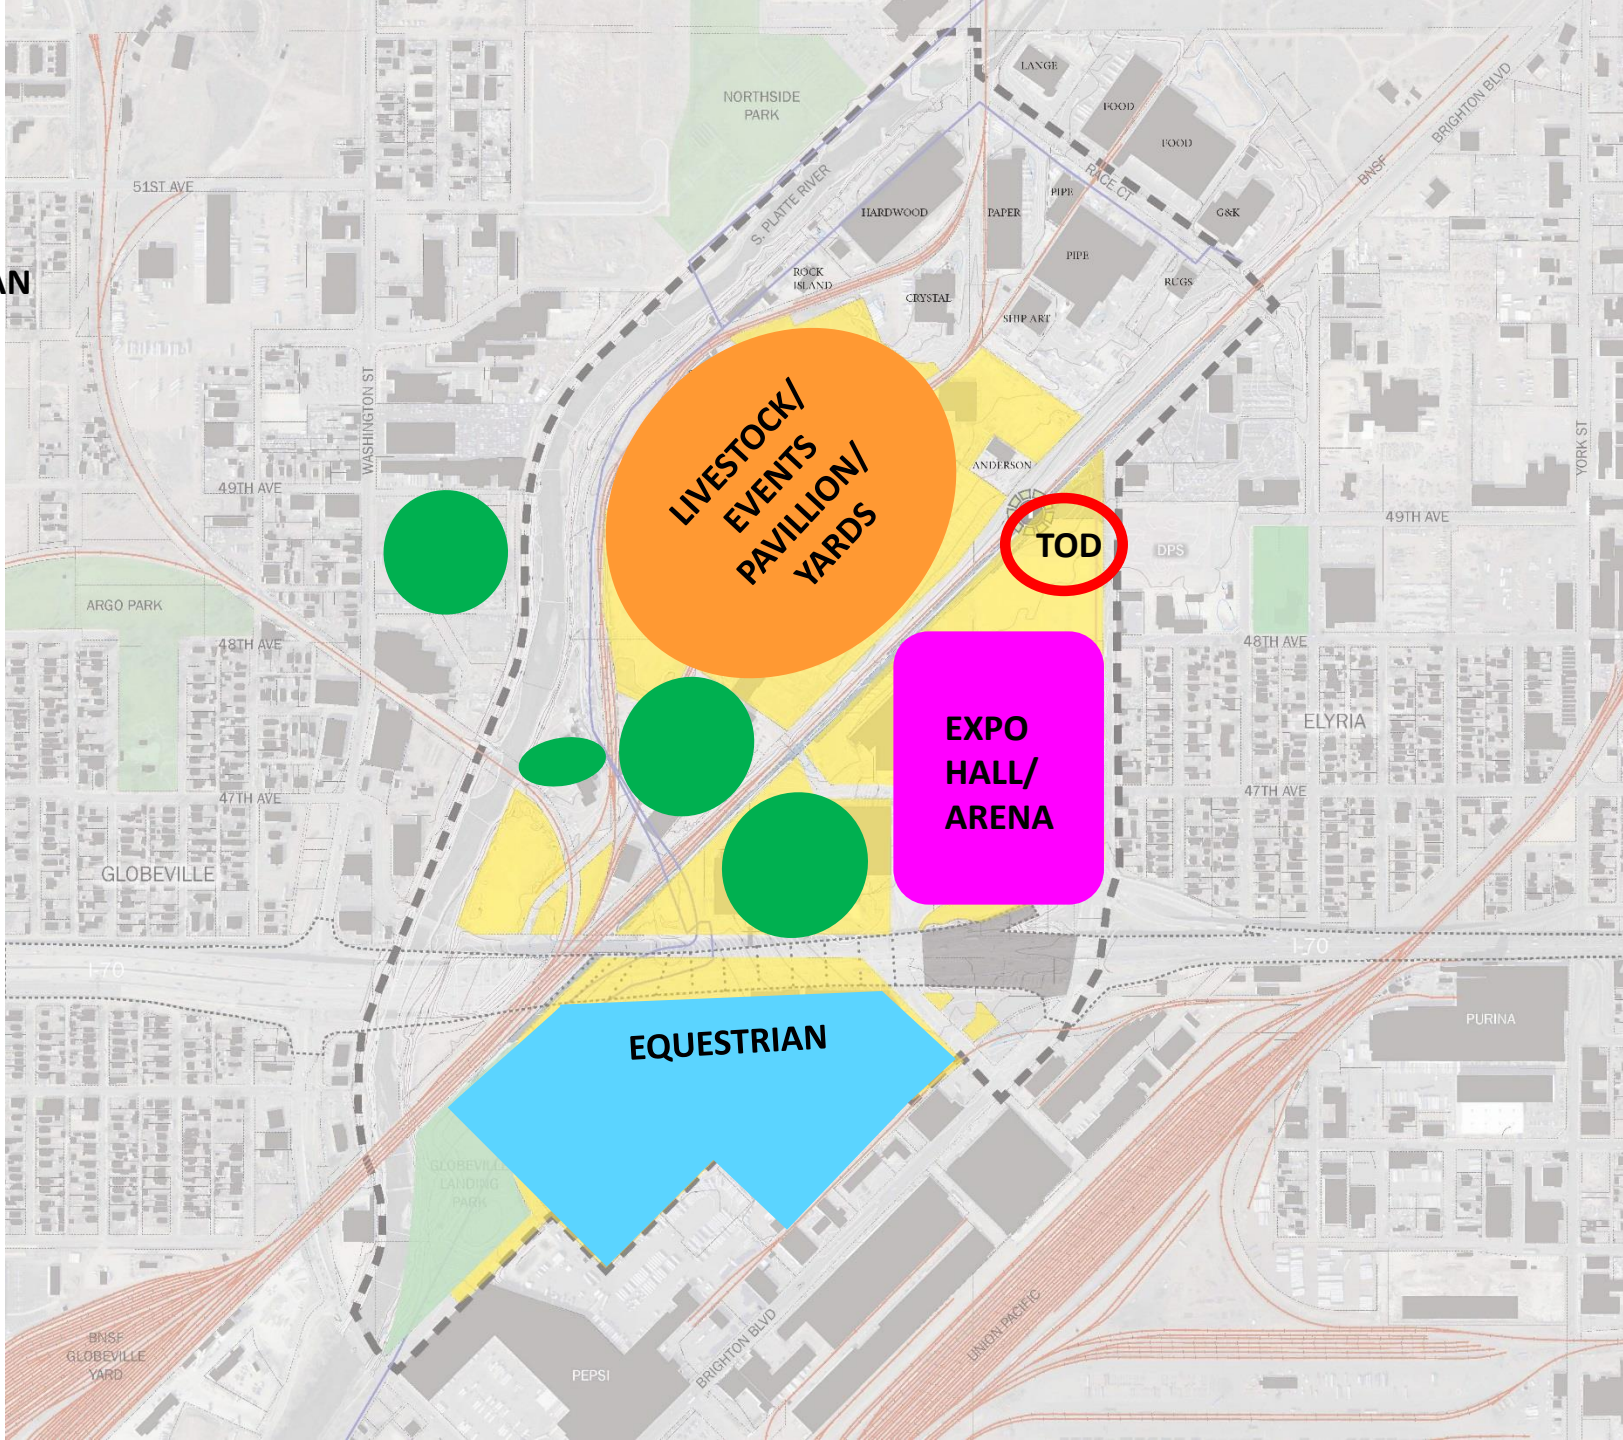 LANGE
NORTHSIDE
PARK
FOOD
FOOD
BRIGHTON BLVD
BNSF
51ST AVE
S. PLATTE RIVER
HARDWOOD
PAPER
PIPE
RACE CT
G&K
AN
ROCK
ISLAND
CRYSTAL
PIPE
RUGS
SHIP ART
WASHINGTON ST
LIVESTOCK/
EVENTS
PAVILLION/
YARDS
ANDERSON
YORK ST
49TH AVE
49TH AVE
TOD
DPS
ARGO PARK
48TH AVE
48TH AVE
EXPO
HALL/
ARENA
ELYRIA
47TH AVE
47TH AVE
GLOBEVILLE
I-70
I-70
EQUESTRIAN
PURINA
GLOBEVILLE
LANDING
PARK
BNSF
GLOBEVILLE
YARD
PEPSI
BRIGHTON BLVD
UNION PACIFIC